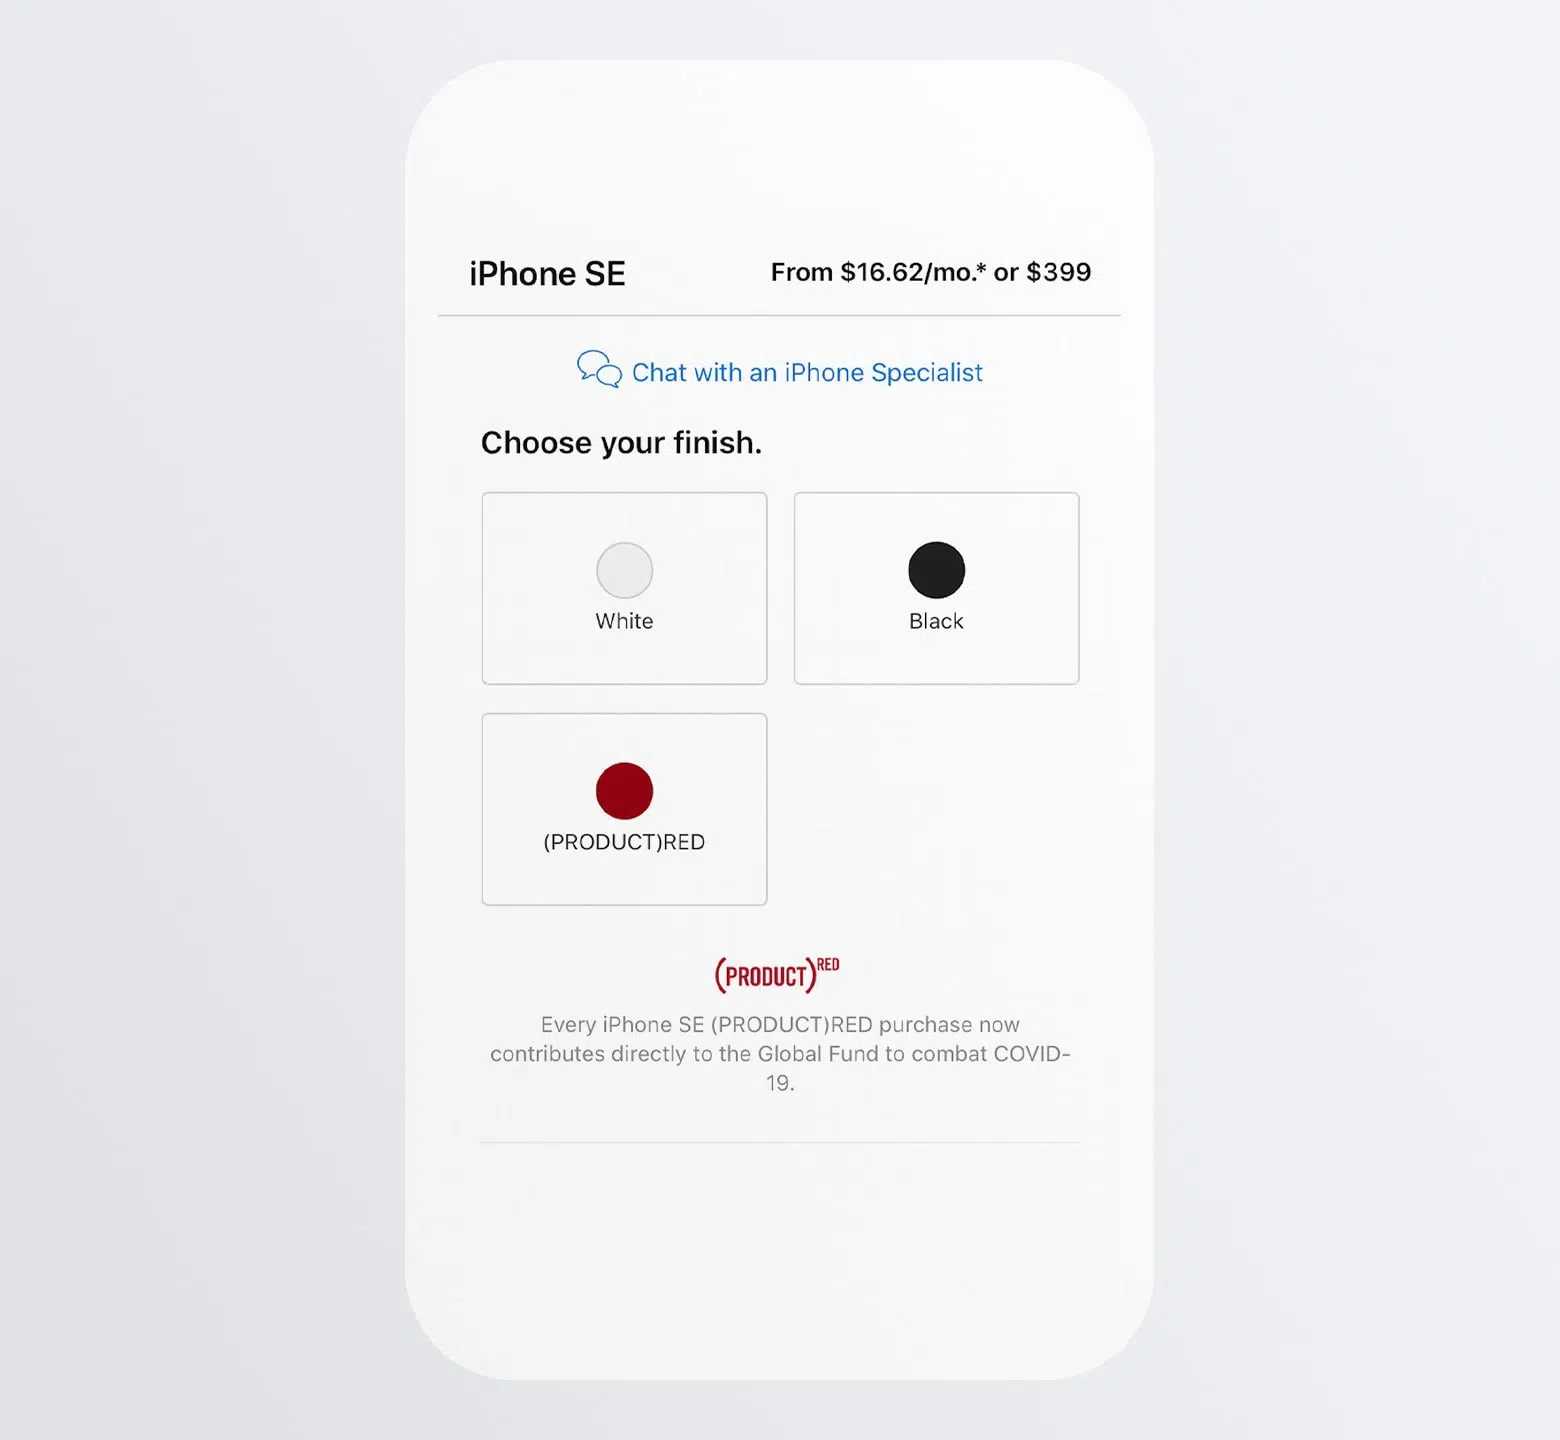 iPhone SE
From $16.62/mo.* or $399
Chat with an iPhone Specialist
Choose your finish.
White
Black
(PRODUCT)RED
(PRODUCT)RED
Every iPhone SE (PRODUCT)RED purchase now
contributes directly to the Global Fund to combat COVID-
19.